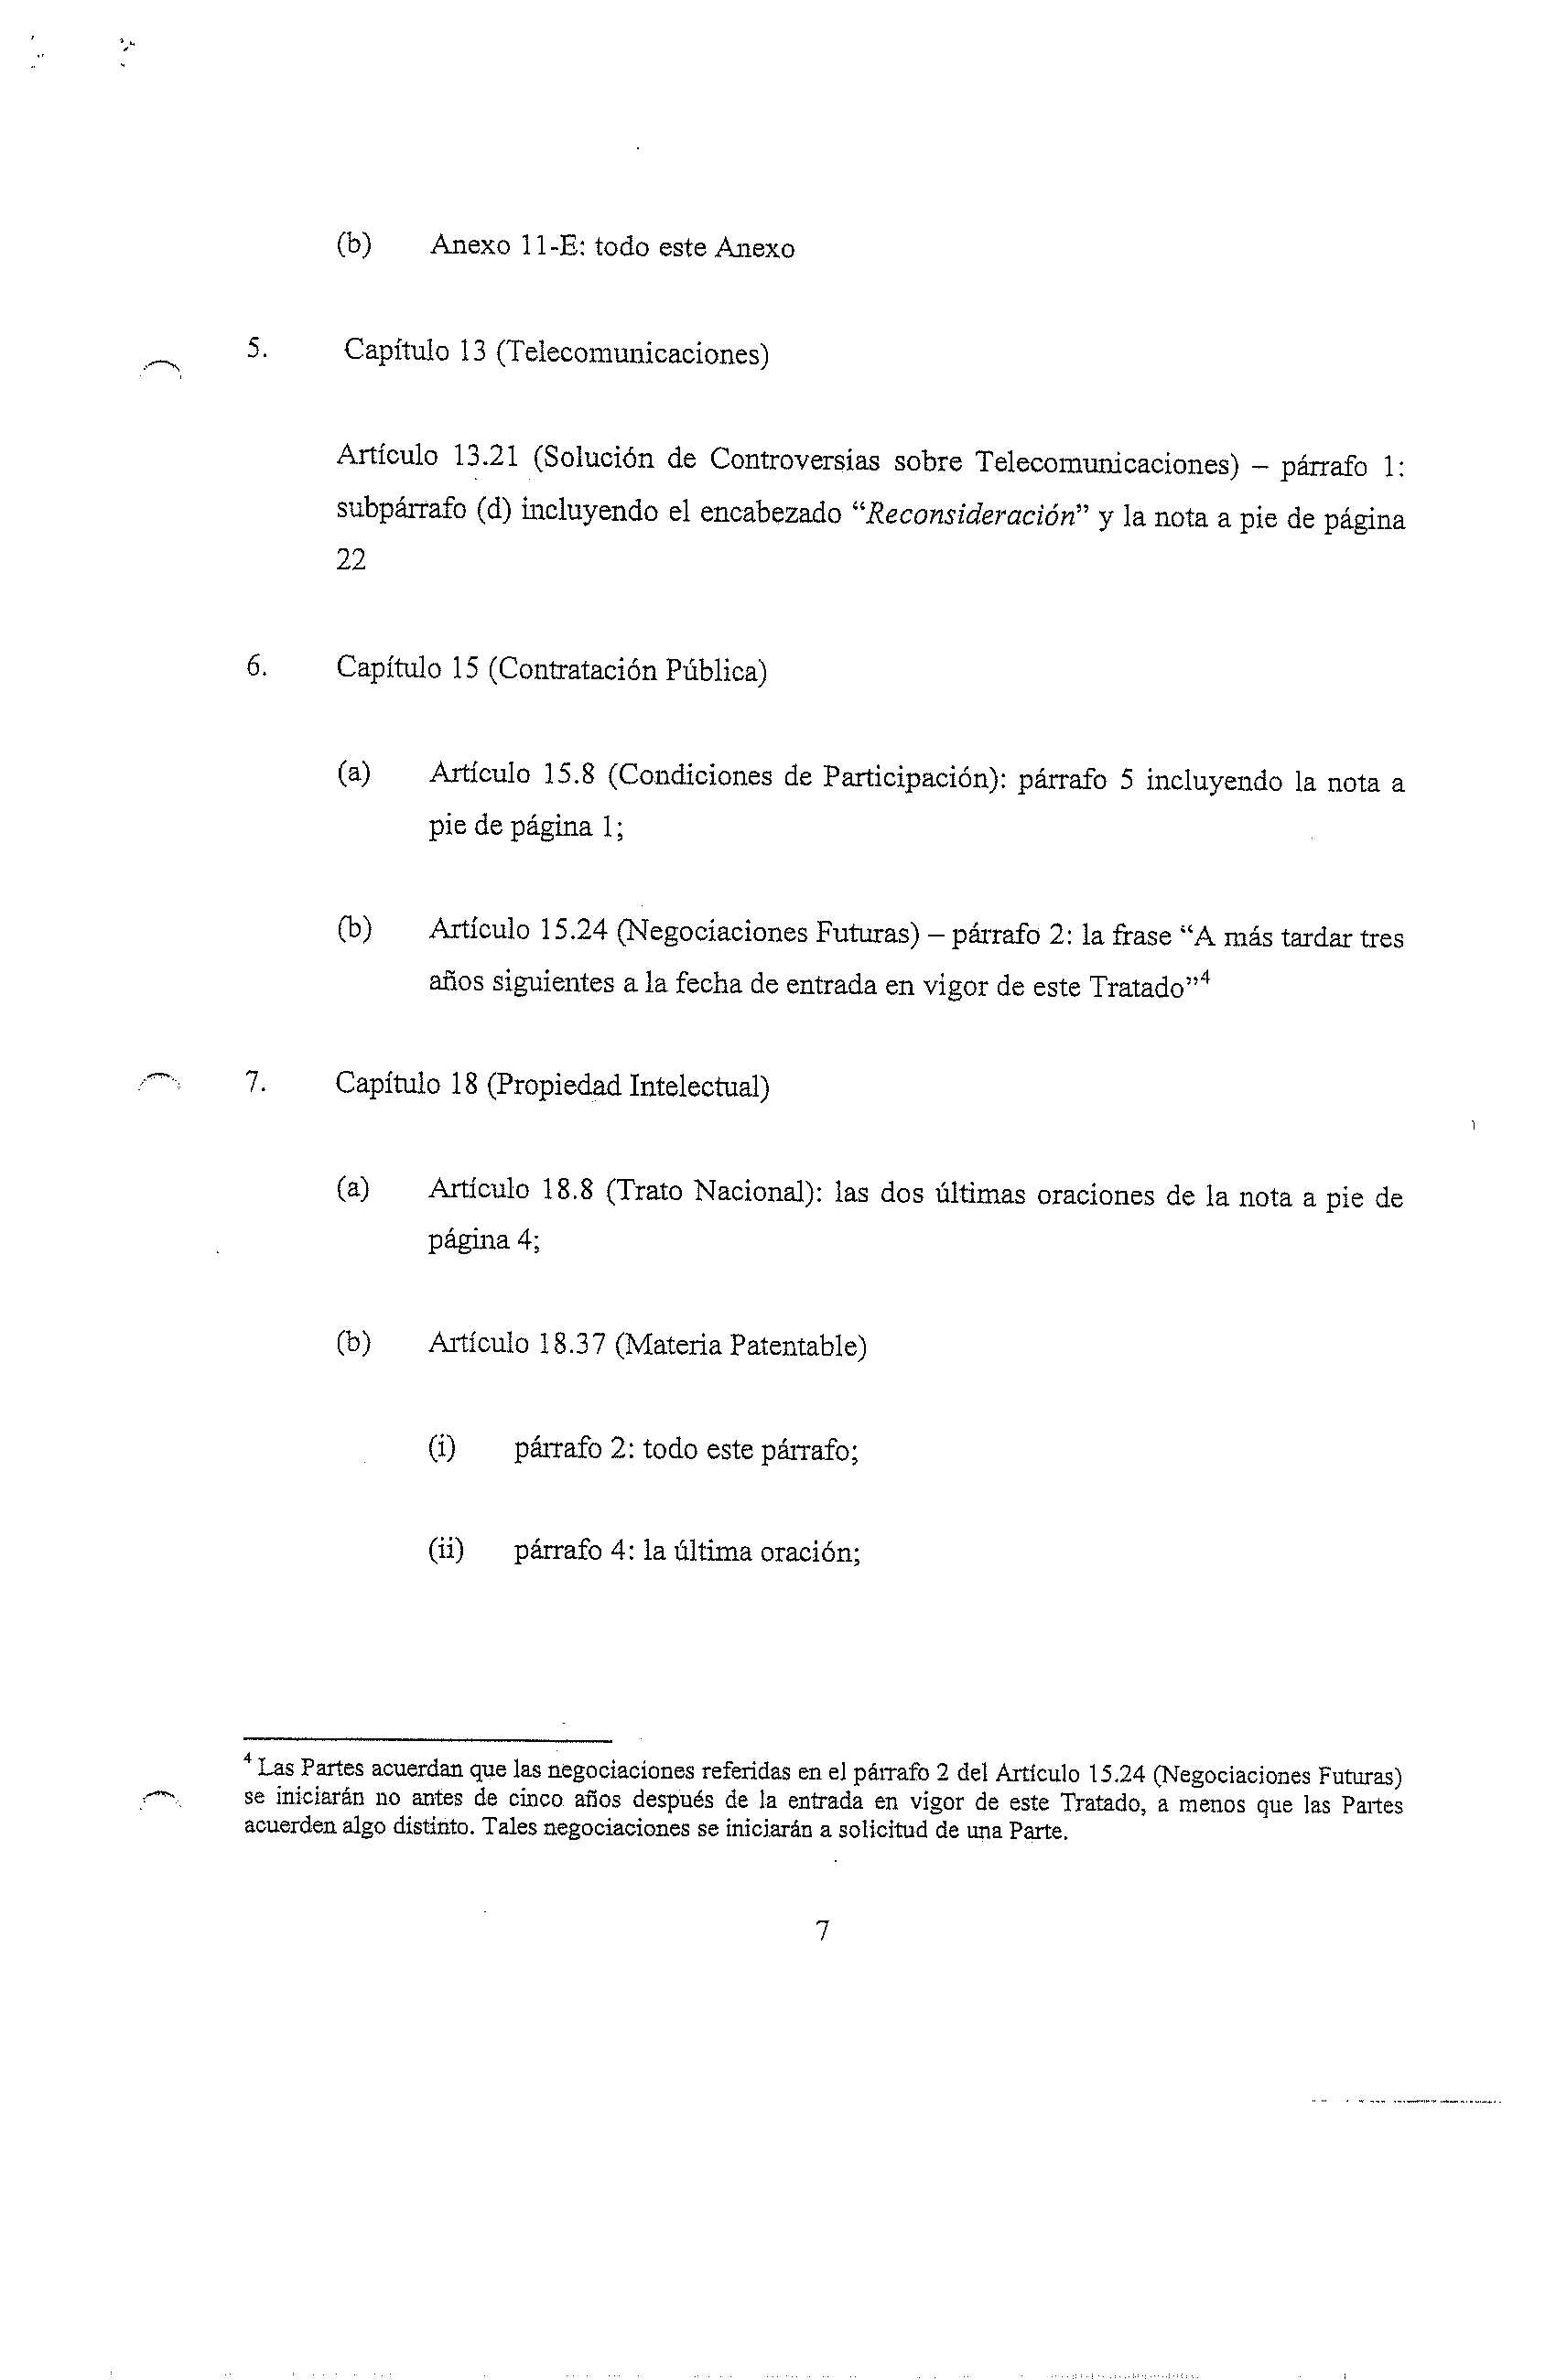 (b) Anexo 11-E: todo este Anexo
5. Capítulo 13 (Telecomunicaciones)
Artículo 13.21 (Solución de Controversias sobre Telecomunicaciones) – párrafo 1:
subpárrafo (d) incluyendo el encabezado “Reconsideración” y la nota a pie de página
22
6. Capítulo 15 (Contratación Pública)
(a) Artículo 15.8 (Condiciones de Participación): párrafo 5 incluyendo la nota a
pie de página 1;
(b) Artículo 15.24 (Negociaciones Futuras) – párrafo 2: la frase “A más tardar tres
años siguientes a la fecha de entrada en vigor de este Tratado”⁴
7. Capítulo 18 (Propiedad Intelectual)
(a) Artículo 18.8 (Trato Nacional): las dos últimas oraciones de la nota a pie de
página 4;
(b) Artículo 18.37 (Materia Patentable)
(i) párrafo 2: todo este párrafo;
(ii) párrafo 4: la última oración;
⁴ Las Partes acuerdan que las negociaciones referidas en el párrafo 2 del Artículo 15.24 (Negociaciones Futuras)
se iniciarán no antes de cinco años después de la entrada en vigor de este Tratado, a menos que las Partes
acuerden algo distinto. Tales negociaciones se iniciarán a solicitud de una Parte.
7